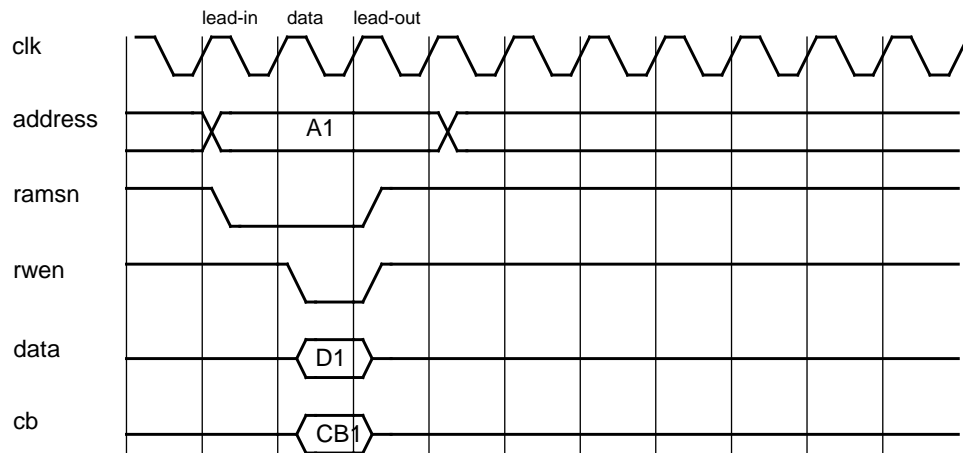 lead-in data lead-out
clk
address A1
ramsn
rwen
data D1
cb CB1